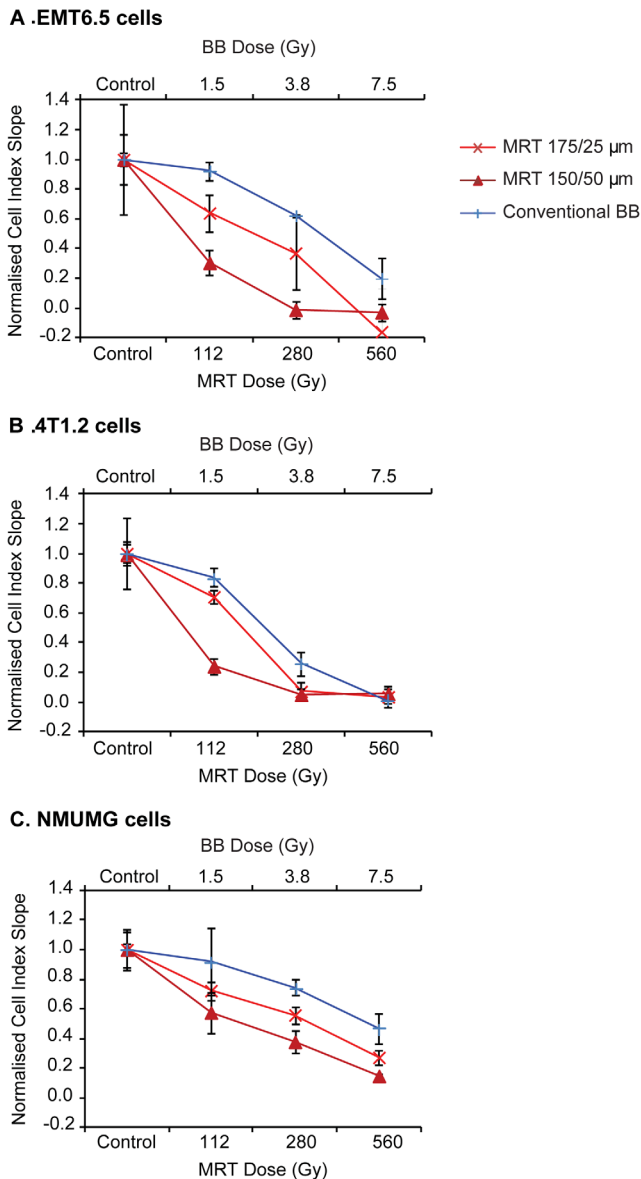 A .EMT6.5 cells
BB Dose (Gy)
Control 1.5 3.8 7.5
1.4
1.2
1.0
0.8
0.6
0.4
0.2
0.0
-0.2
Normalised Cell Index Slope
Control 112 280 560
MRT Dose (Gy)
MRT 175/25 µm
MRT 150/50 µm
Conventional BB
B .4T1.2 cells
BB Dose (Gy)
Control 1.5 3.8 7.5
1.4
1.2
1.0
0.8
0.6
0.4
0.2
0.0
-0.2
Normalised Cell Index Slope
Control 112 280 560
MRT Dose (Gy)
C. NMUMG cells
BB Dose (Gy)
Control 1.5 3.8 7.5
1.4
1.2
1.0
0.8
0.6
0.4
0.2
0.0
-0.2
Normalised Cell Index Slope
Control 112 280 560
MRT Dose (Gy)